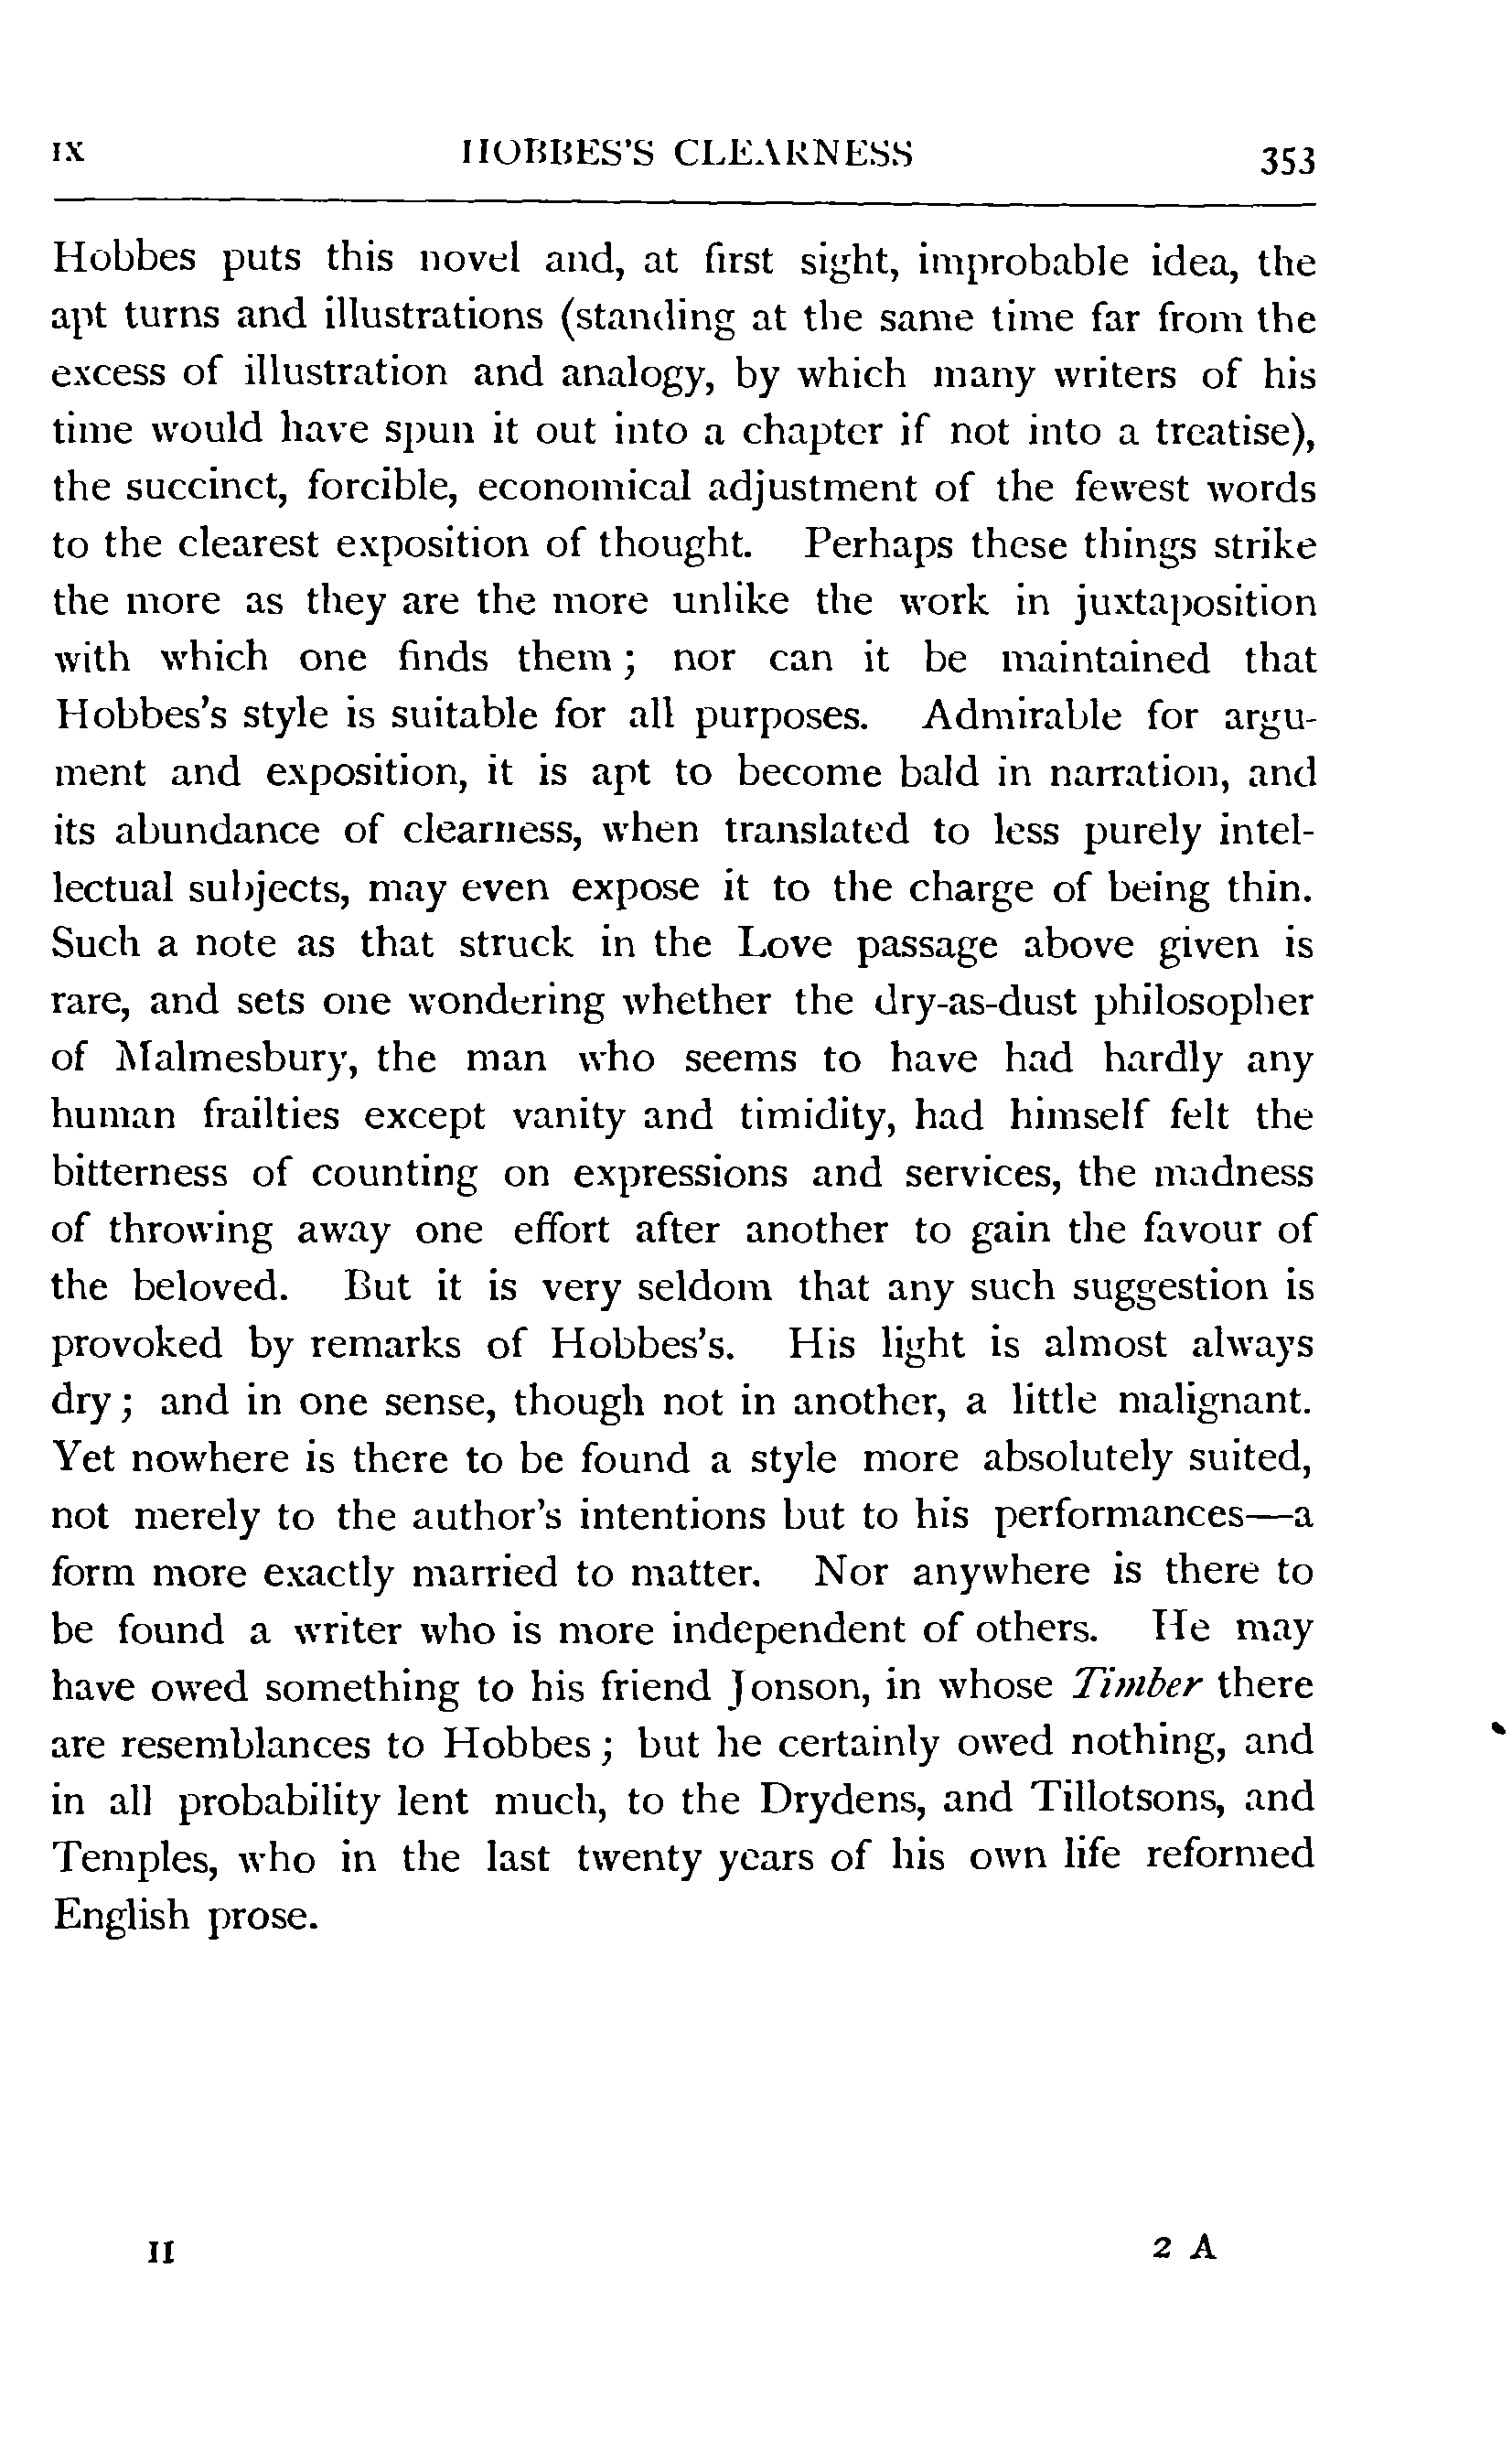 IX HOBBES'S CLEARNESS 353
Hobbes puts this novel and, at first sight, improbable idea, the
apt turns and illustrations (standing at the same time far from the
excess of illustration and analogy, by which many writers of his
time would have spun it out into a chapter if not into a treatise),
the succinct, forcible, economical adjustment of the fewest words
to the clearest exposition of thought. Perhaps these things strike
the more as they are the more unlike the work in juxtaposition
with which one finds them; nor can it be maintained that
Hobbes's style is suitable for all purposes. Admirable for argu-
ment and exposition, it is apt to become bald in narration, and
its abundance of clearness, when translated to less purely intel-
lectual subjects, may even expose it to the charge of being thin.
Such a note as that struck in the Love passage above given is
rare, and sets one wondering whether the dry-as-dust philosopher
of Malmesbury, the man who seems to have had hardly any
human frailties except vanity and timidity, had himself felt the
bitterness of counting on expressions and services, the madness
of throwing away one effort after another to gain the favour of
the beloved. But it is very seldom that any such suggestion is
provoked by remarks of Hobbes's. His light is almost always
dry; and in one sense, though not in another, a little malignant.
Yet nowhere is there to be found a style more absolutely suited,
not merely to the author's intentions but to his performances—a
form more exactly married to matter. Nor anywhere is there to
be found a writer who is more independent of others. He may
have owed something to his friend Jonson, in whose Timber there
are resemblances to Hobbes; but he certainly owed nothing, and
in all probability lent much, to the Drydens, and Tillotsons, and
Temples, who in the last twenty years of his own life reformed
English prose.
II 2 A